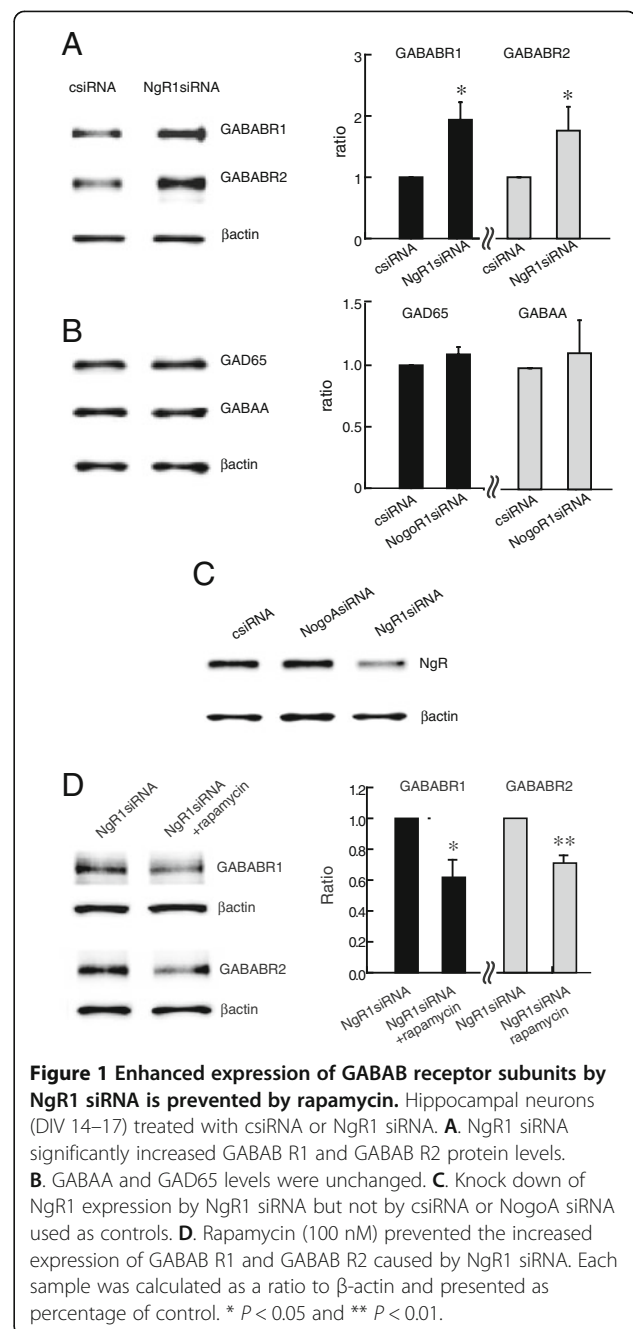 A
csiRNA NgR1siRNA
GABABR1
GABABR2
βactin
GABABR1 GABABR2
3
2
1
0
ratio
*
*
csiRNA
NgR1siRNA
csiRNA
NgR1siRNA
B
GAD65
GABAA
βactin
GAD65 GABAA
1.5
1.0
0.5
0
ratio
csiRNA
NogoR1siRNA
csiRNA
NogoR1siRNA
C
csiRNA
NogoAsiRNA
NgR1siRNA
NgR
βactin
D
NgR1siRNA
NgR1siRNA
+rapamycin
GABABR1
βactin
GABABR2
βactin
GABABR1 GABABR2
1.2
1.0
0.8
0.6
0.4
0.2
0.0
Ratio
*
**
NgR1siRNA
NgR1siRNA
+rapamycin
NgR1siRNA
NgR1siRNA
rapamycin
Figure 1 Enhanced expression of GABAB receptor subunits by
NgR1 siRNA is prevented by rapamycin. Hippocampal neurons
(DIV 14–17) treated with csiRNA or NgR1 siRNA. A. NgR1 siRNA
significantly increased GABAB R1 and GABAB R2 protein levels.
B. GABAA and GAD65 levels were unchanged. C. Knock down of
NgR1 expression by NgR1 siRNA but not by csiRNA or NogoA siRNA
used as controls. D. Rapamycin (100 nM) prevented the increased
expression of GABAB R1 and GABAB R2 caused by NgR1 siRNA. Each
sample was calculated as a ratio to β-actin and presented as
percentage of control. * P < 0.05 and ** P < 0.01.